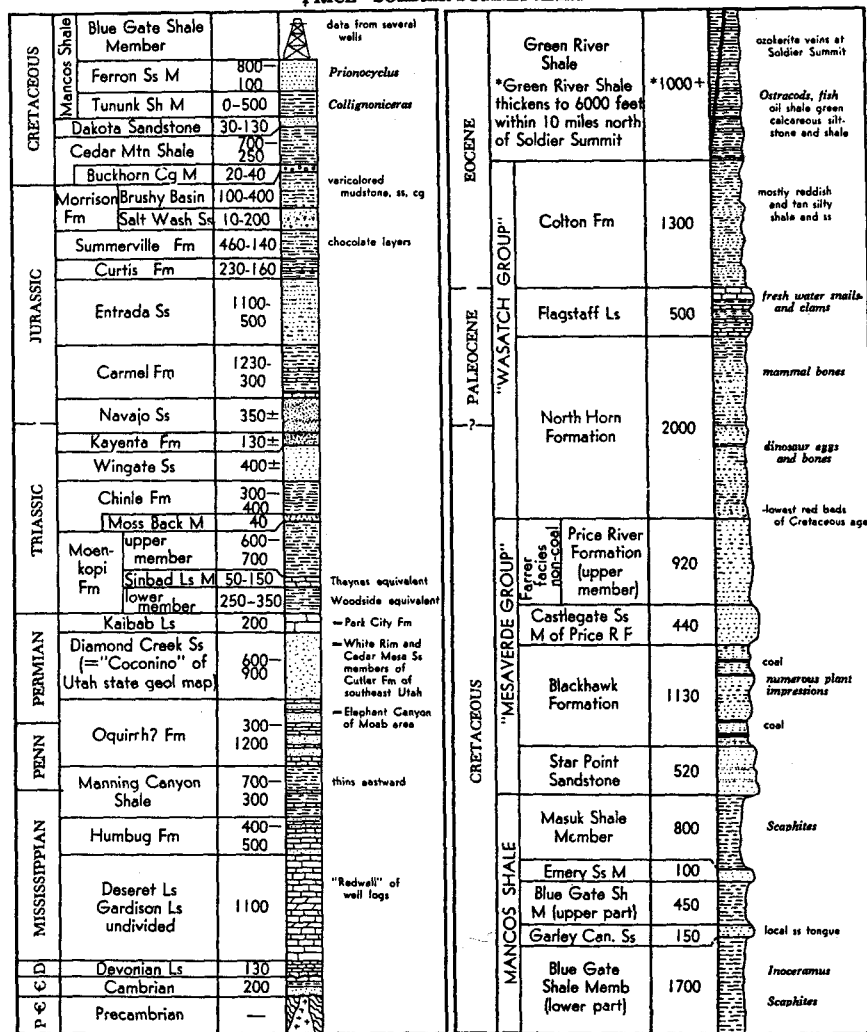 CRETACEOUS
Mancos Shale
Blue Gate Shale
Member
data from several
wells
Ferron Ss M
800-
100
Prionocyclus
Tununk Sh M
0-500
Collignoniceras
Dakota Sandstone
30-130
Cedar Mtn Shale
700-
250
Buckhorn Cg M
20-40
JURASSIC
Morrison
Fm
Brushy Basin
100-400
varicolored
mudstone, ss, cg
Salt Wash Ss
10-200
Summerville Fm
460-140
chocolate layers
Curtis Fm
230-160
Entrada Ss
1100-
500
Carmel Fm
1230-
300
Navajo Ss
350±
TRIASSIC
Kayenta Fm
130±
Wingate Ss
400±
Chinle Fm
300-
400
Moss Back M
40
Moen-
kopi
Fm
upper
member
600-
700
Sinbad Ls M
50-150
Thaynes equivalent
lower
member
250-350
Woodside equivalent
PERMIAN
Kaibab Ls
200
Park City Fm
Diamond Creek Ss
(="Coconino" of
Utah state geol map)
600-
900
White Rim and
Cedar Mesa Ss
members of
Cutler Fm of
southeast Utah
Elephant Canyon
of Moab area
PENN
Oquirrh? Fm
300-
1200
Manning Canyon
Shale
700-
300
thins eastward
MISSISSIPPIAN
Humbug Fm
400-
500
Deseret Ls
Gardison Ls
undivided
1100
"Redwall" of
well logs
D
Devonian Ls
130
Є
Cambrian
200
P Є
Precambrian
—
EOCENE
Green River
Shale
*Green River Shale
thickens to 6000 feet
within 10 miles north
of Soldier Summit
*1000+
ozokerite veins at
Soldier Summit
Ostracods, fish
oil shale green
calcareous silt-
stone and shale
"WASATCH GROUP"
Colton Fm
1300
mostly reddish
and tan silty
shale and ss
PALEOCENE
Flagstaff Ls
500
fresh water snails
and clams
North Horn
Formation
2000
mammal bones
?
dinosaur eggs
and bones
-lowest red beds
of Cretaceous age
CRETACEOUS
"MESAVERDE GROUP"
Farrer
facies
non-coal
Price River
Formation
(upper
member)
920
Castlegate Ss
M of Price R F
440
Blackhawk
Formation
1130
coal
numerous plant
impressions
coal
Star Point
Sandstone
520
MANCOS SHALE
Masuk Shale
Member
800
Scaphites
Emery Ss M
100
Blue Gate Sh
M (upper part)
450
Garley Can. Ss
150
local ss tongue
Blue Gate
Shale Memb
(lower part)
1700
Inoceramus
Scaphites